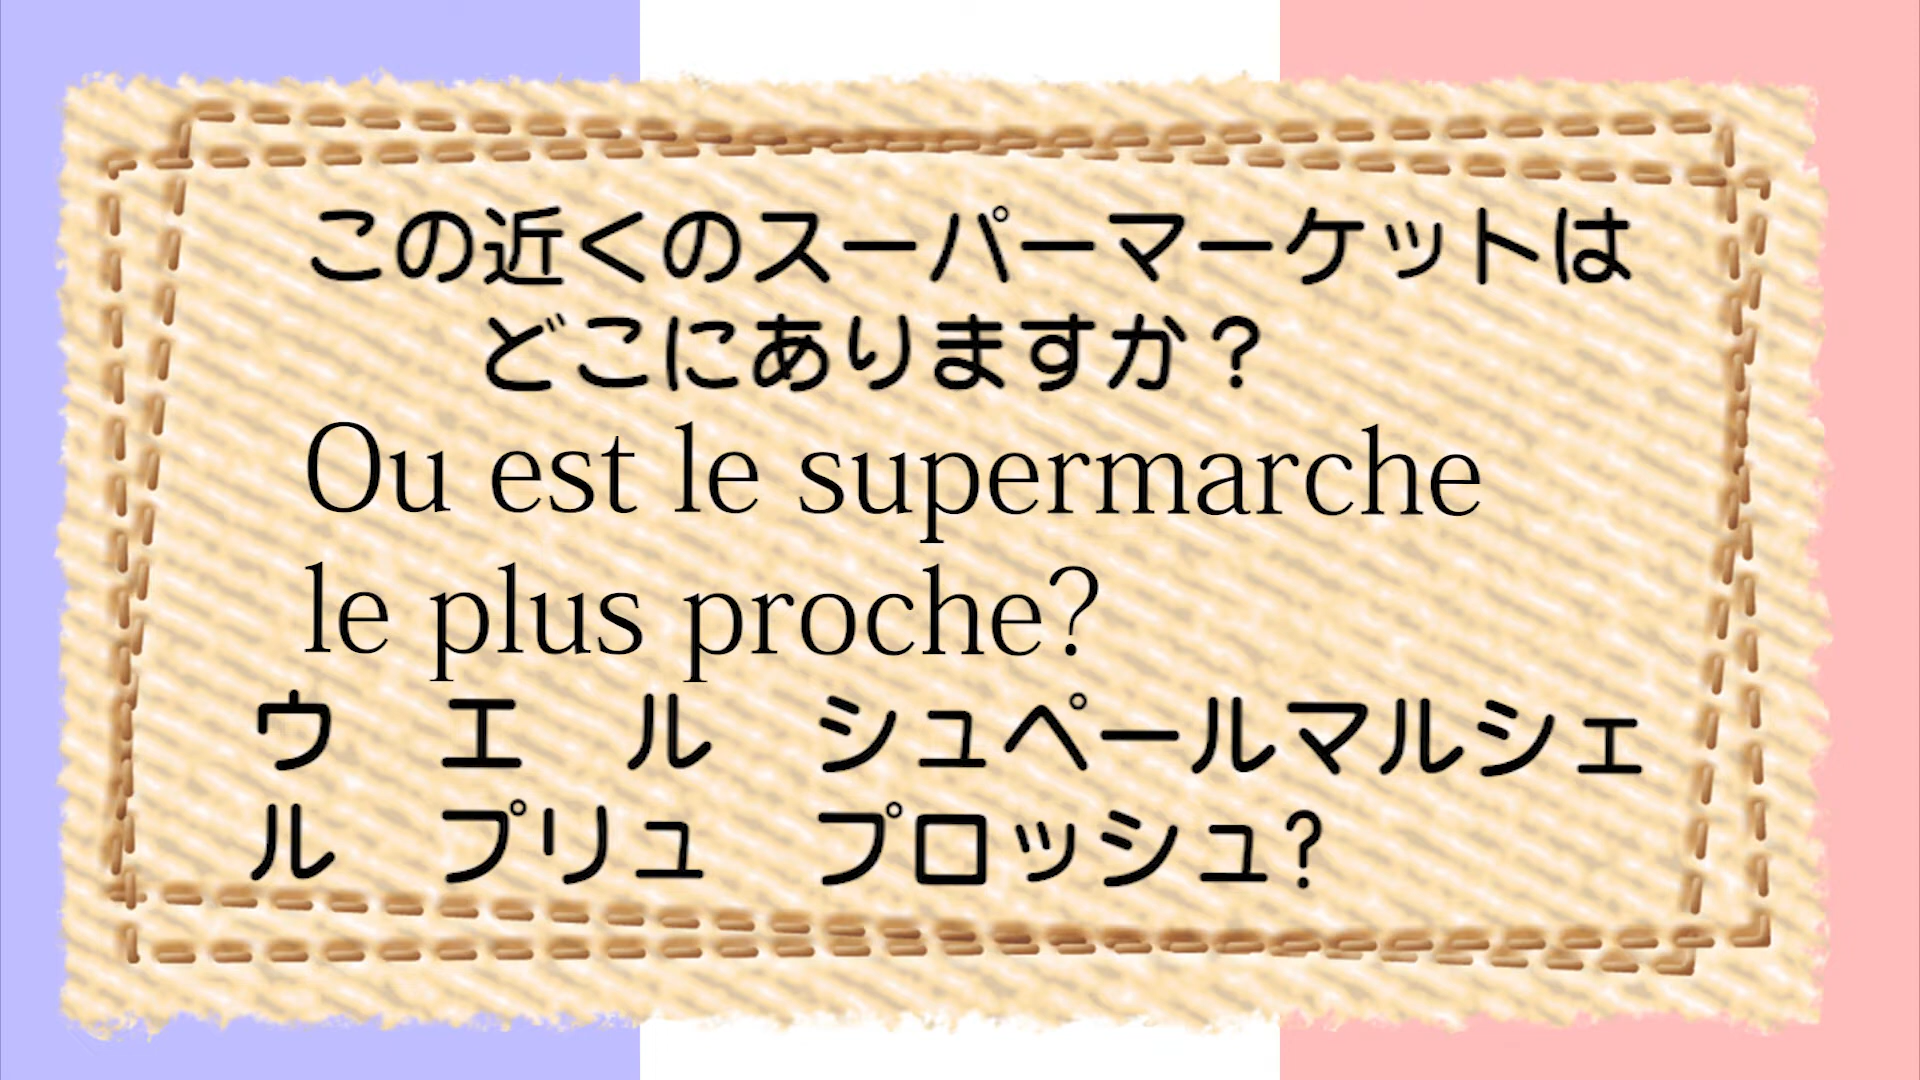 この近くのスーパーマーケットは
どこにありますか？
Ou est le supermarche
le plus proche?
ウ　エ　ル　シュペールマルシェ
ル　プリュ　プロッシュ?